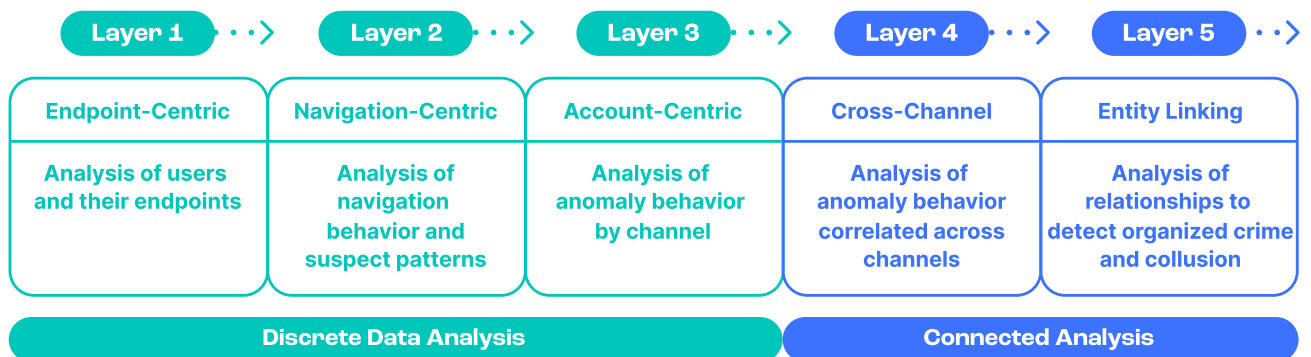 Layer 1
Layer 2
Layer 3
Layer 4
Layer 5
Endpoint-Centric
Navigation-Centric
Account-Centric
Cross-Channel
Entity Linking
Analysis of users
and their endpoints
Analysis of
navigation
behavior and
suspect patterns
Analysis of
anomaly behavior
by channel
Analysis of
anomaly behavior
correlated across
channels
Analysis of
relationships to
detect organized crime
and collusion
Discrete Data Analysis
Connected Analysis